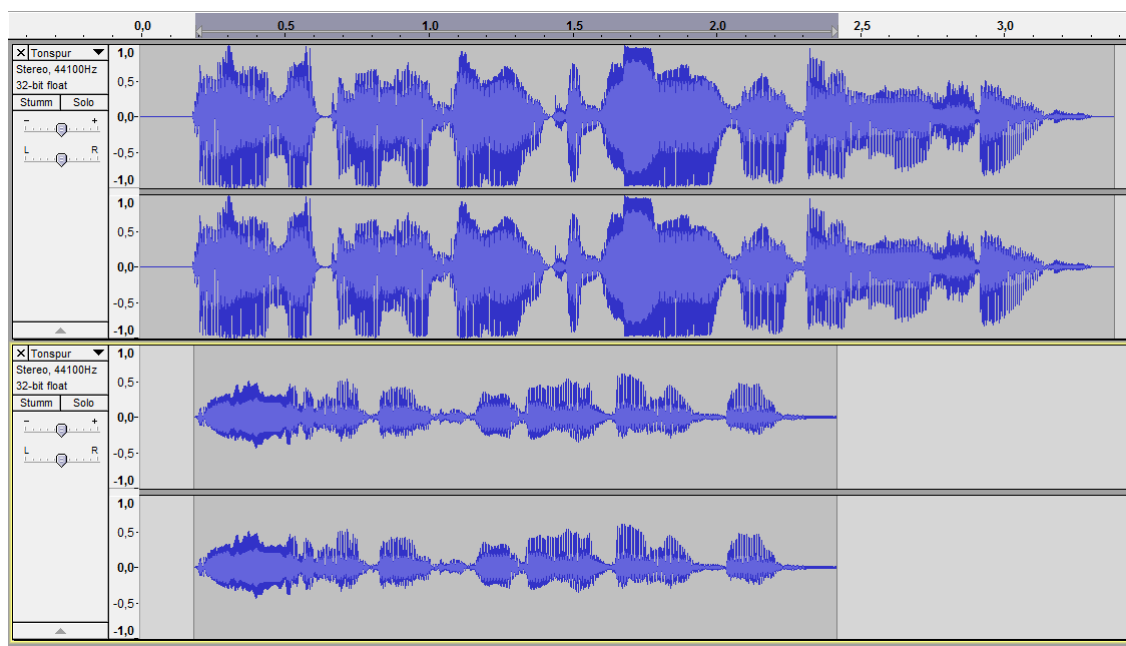 0,0 0,5 1,0 1,5 2,0 2,5 3,0
X Tonspur ▼ 1,0
Stereo, 44100Hz
32-bit float 0,5-
Stumm Solo
- + 0,0-
L R -0,5-
-1,0
1,0
0,5-
0,0-
-0,5-
-1,0
X Tonspur ▼ 1,0
Stereo, 44100Hz
32-bit float 0,5-
Stumm Solo
- + 0,0-
L R -0,5-
-1,0
1,0
0,5-
0,0-
-0,5-
-1,0